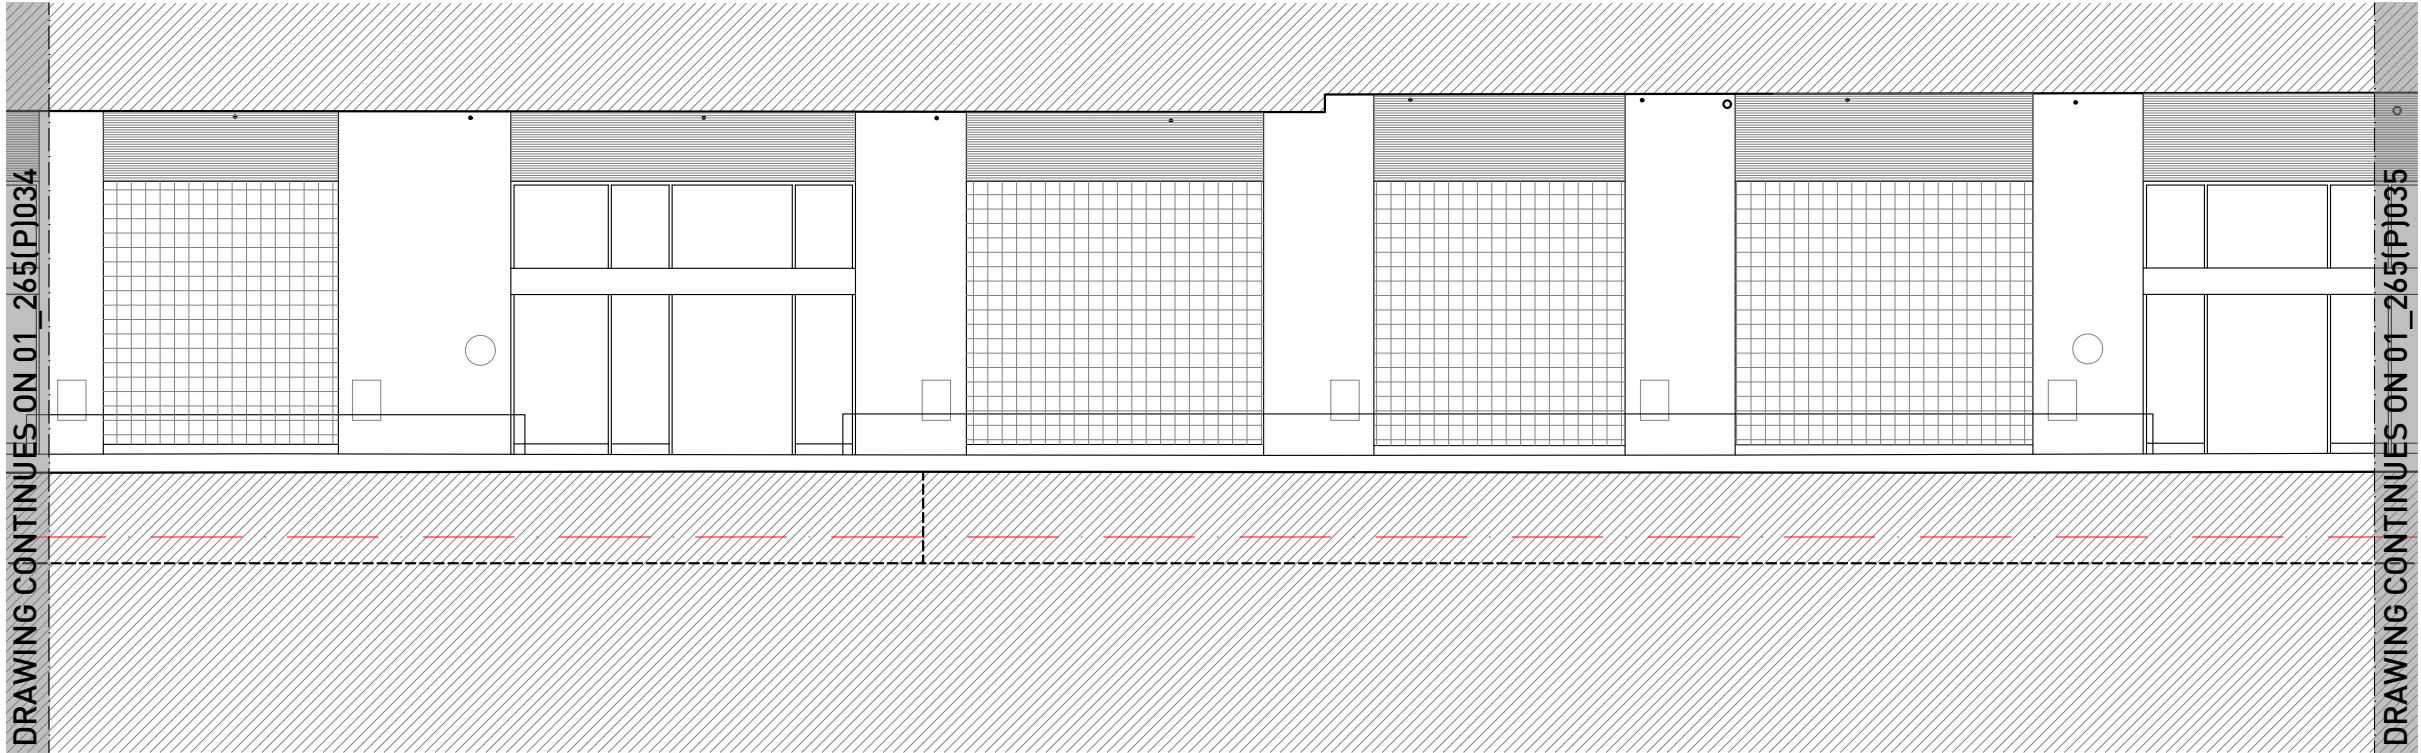 DRAWING CONTINUES ON 01_265(P)034
DRAWING CONTINUES ON 01_265(P)035